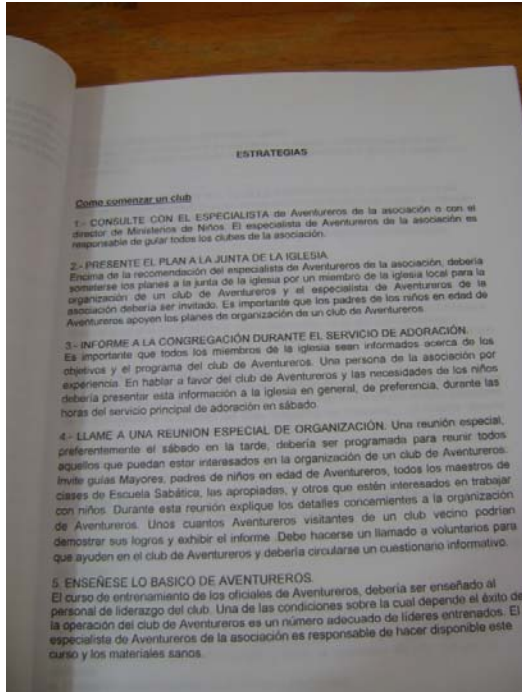 ESTRATEGIAS
Como comenzar un club
1.- CONSULTE CON EL ESPECIALISTA de Aventureros de la asociación o con el
director de Ministerios de Niños. El especialista de Aventureros de la asociación es
responsable de guiar todos los clubes de la asociación.
2.- PRESENTE EL PLAN A LA JUNTA DE LA IGLESIA
Encima de la recomendación del especialista de Aventureros de la asociación, debería
someterse los planes a la junta de la iglesia por un miembro de la iglesia local para la
organización de un club de Aventureros y el especialista de Aventureros de la
asociación debería ser invitado. Es importante que los padres de los niños en edad de
Aventureros apoyen los planes de organización de un club de Aventureros.
3.- INFORME A LA CONGREGACIÓN DURANTE EL SERVICIO DE ADORACIÓN.
Es importante que todos los miembros de la iglesia sean informados acerca de los
objetivos y el programa del club de Aventureros. Una persona de la asociación por
experiencia. En hablar a favor del club de Aventureros y las necesidades de los niños
debería presentar esta información a la iglesia en general, de preferencia, durante las
horas del servicio principal de adoración en sábado.
4.- LLAME A UNA REUNIÓN ESPECIAL DE ORGANIZACIÓN. Una reunión especial,
preferentemente el sábado en la tarde, debería ser programada para reunir todos
aquellos que puedan estar interesados en la organización de un club de Aventureros.
Invite guías Mayores, padres de niños en edad de Aventureros, todos los maestros de
clases de Escuela Sabática, las apropiadas, y otros que estén interesados en trabajar
con niños. Durante esta reunión explique los detalles concernientes a la organización
de Aventureros. Unos cuantos Aventureros visitantes de un club vecino podrían
demostrar sus logros y exhibir el informe. Debe hacerse un llamado a voluntarios para
que ayuden en el club de Aventureros y debería circularse un cuestionario informativo.
5. ENSEÑESE LO BASICO DE AVENTUREROS.
El curso de entrenamiento de los oficiales de Aventureros, debería ser enseñado al
personal de liderazgo del club. Una de las condiciones sobre la cual depende el éxito de
la operación del club de Aventureros es un número adecuado de líderes entrenados. El
especialista de Aventureros de la asociación es responsable de hacer disponible este
curso y los materiales sanos.